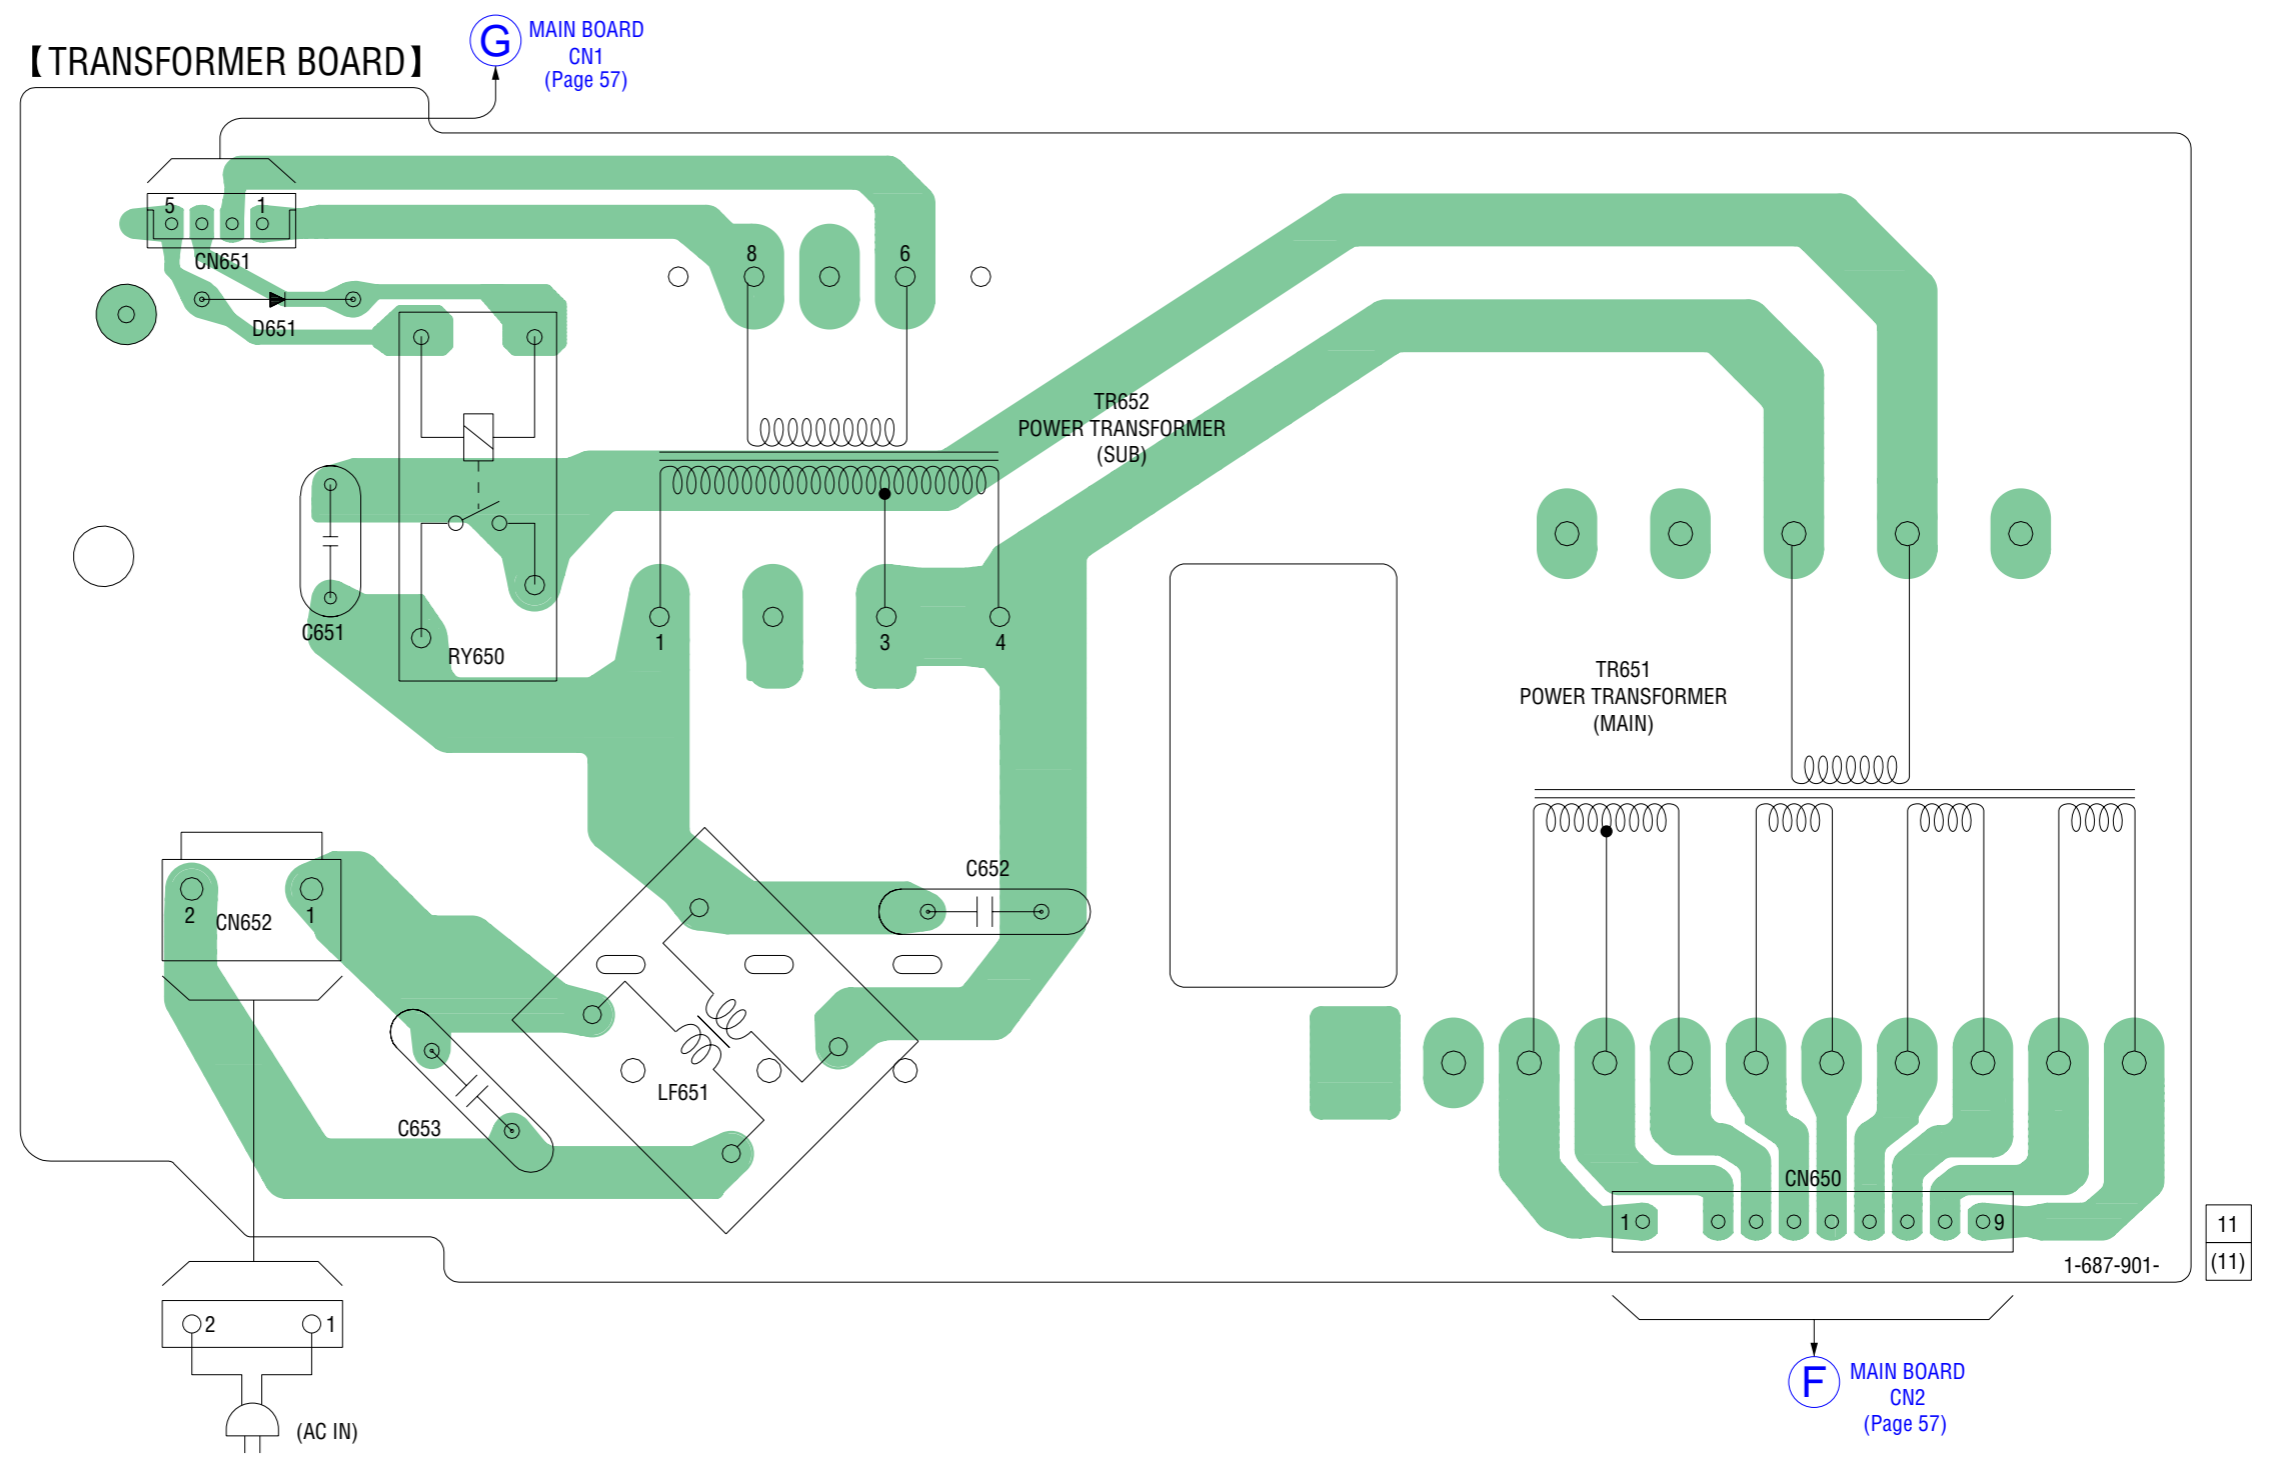 【TRANSFORMER BOARD】
G
MAIN BOARD
CN1
(Page 57)
5
1
CN651
D651
8
6
TR652
POWER TRANSFORMER
(SUB)
C651
RY650
1
3
4
TR651
POWER TRANSFORMER
(MAIN)
C652
2
1
CN652
LF651
C653
CN650
1
9
1-687-901-
11
(11)
2
1
(AC IN)
F
MAIN BOARD
CN2
(Page 57)